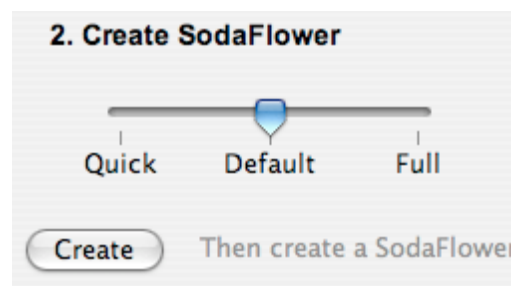 2. Create SodaFlower
Quick Default Full
Create Then create a SodaFlower